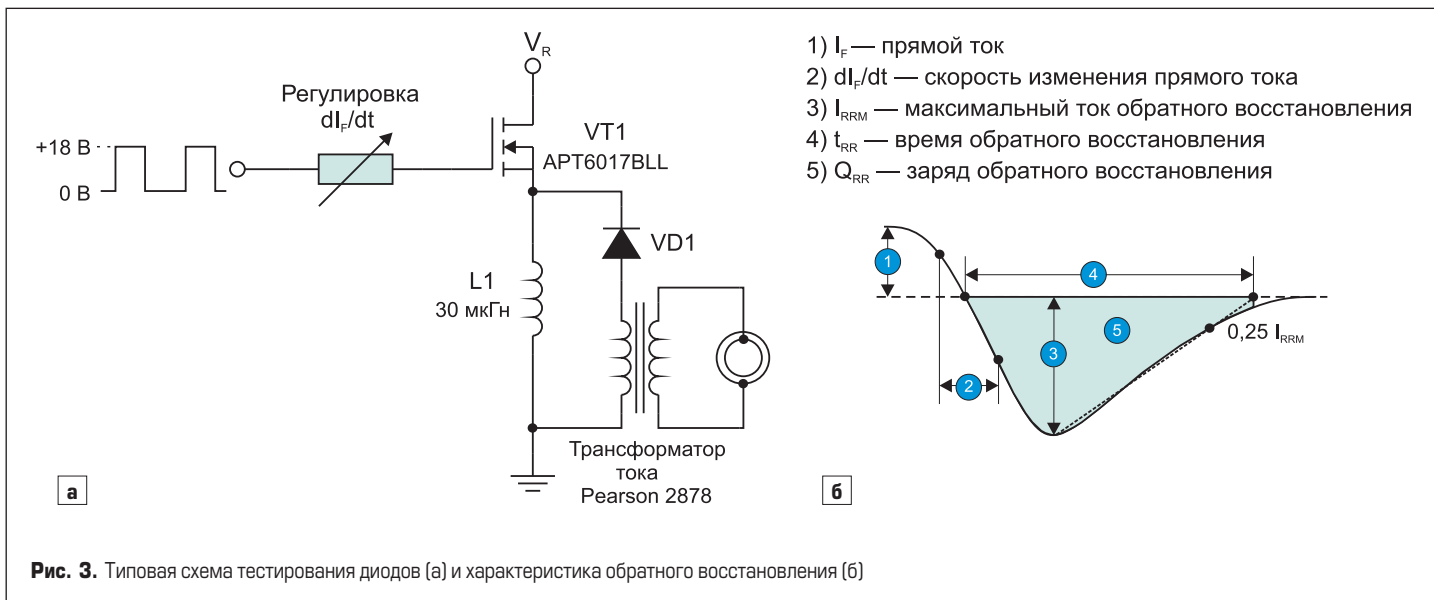 V_R
Регулировка
dI_F/dt
+18 В
0 В
VT1
APT6017BLL
VD1
L1
30 мкГн
Трансформатор
тока
Pearson 2878
а
1) I_F — прямой ток
2) dI_F/dt — скорость изменения прямого тока
3) I_RRM — максимальный ток обратного восстановления
4) t_RR — время обратного восстановления
5) Q_RR — заряд обратного восстановления
1
4
5
3
2
0,25 I_RRM
б
Рис. 3. Типовая схема тестирования диодов (а) и характеристика обратного восстановления (б)